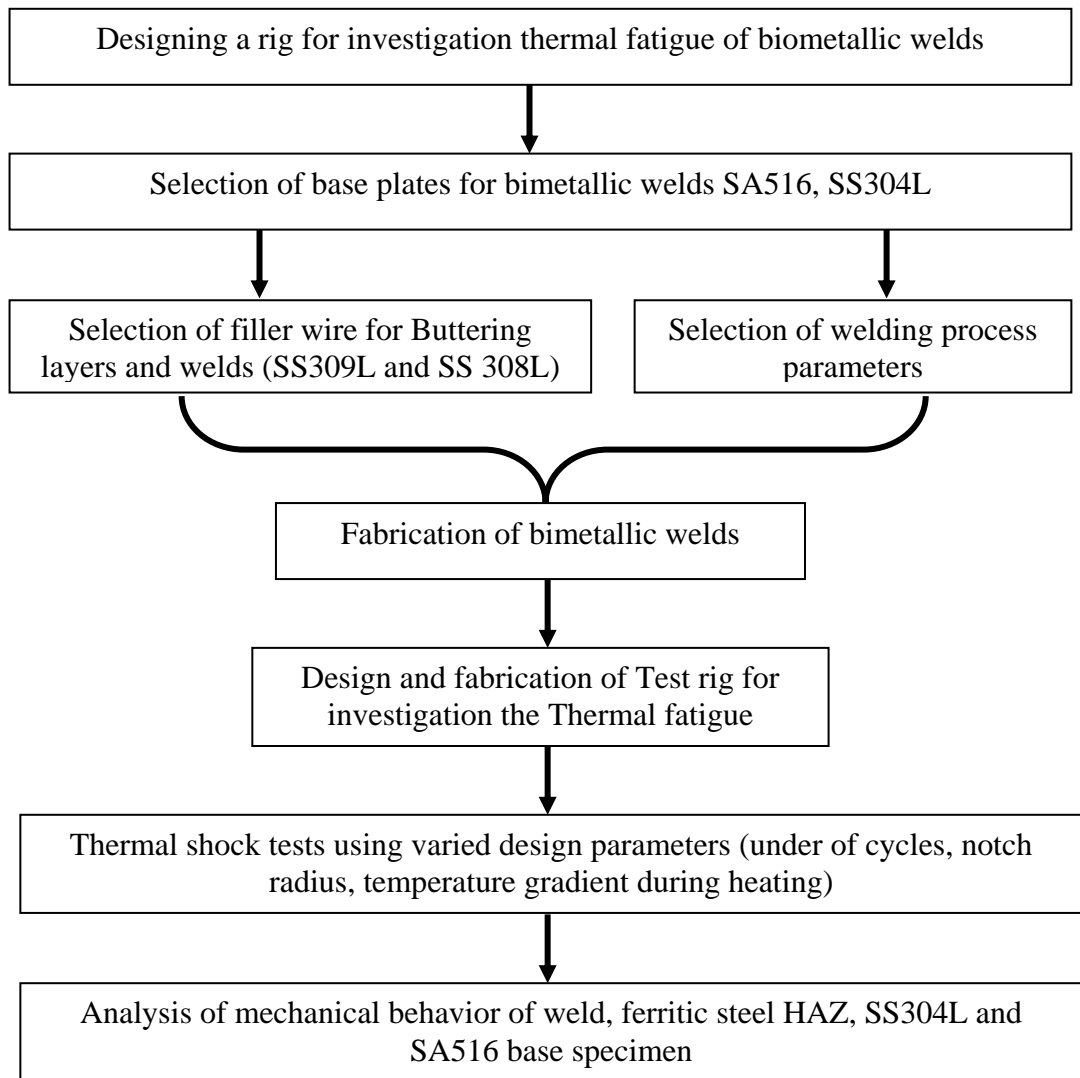 Designing a rig for investigation thermal fatigue of biometallic welds
Selection of base plates for bimetallic welds SA516, SS304L
Selection of filler wire for Buttering
layers and welds (SS309L and SS 308L)
Selection of welding process
parameters
Fabrication of bimetallic welds
Design and fabrication of Test rig for
investigation the Thermal fatigue
Thermal shock tests using varied design parameters (under of cycles, notch
radius, temperature gradient during heating)
Analysis of mechanical behavior of weld, ferritic steel HAZ, SS304L and
SA516 base specimen